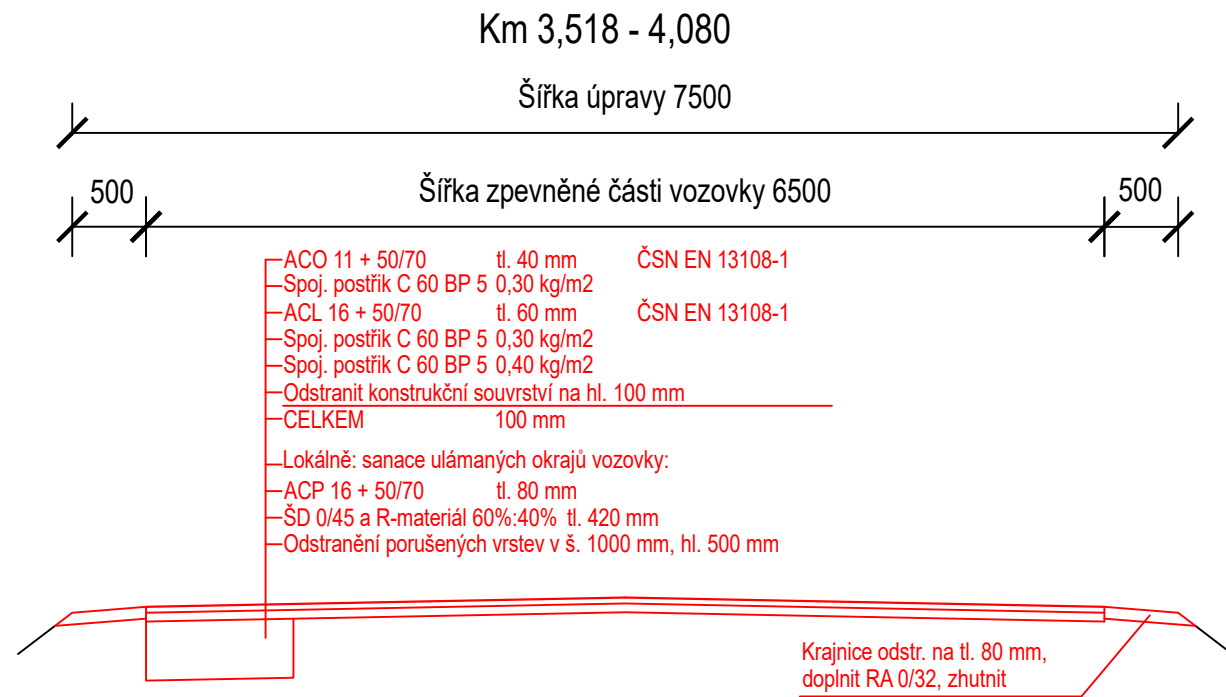 Km 3,518 - 4,080
Šířka úpravy 7500
500 Šířka zpevněné části vozovky 6500 500
ACO 11 + 50/70 tl. 40 mm ČSN EN 13108-1
Spoj. postřik C 60 BP 5 0,30 kg/m2
ACL 16 + 50/70 tl. 60 mm ČSN EN 13108-1
Spoj. postřik C 60 BP 5 0,30 kg/m2
Spoj. postřik C 60 BP 5 0,40 kg/m2
Odstranit konstrukční souvrství na hl. 100 mm
CELKEM 100 mm
Lokálně: sanace ulámaných okrajů vozovky:
ACP 16 + 50/70 tl. 80 mm
ŠD 0/45 a R-materiál 60%:40% tl. 420 mm
Odstranění porušených vrstev v š. 1000 mm, hl. 500 mm
Krajnice odstr. na tl. 80 mm,
doplnit RA 0/32, zhutnit